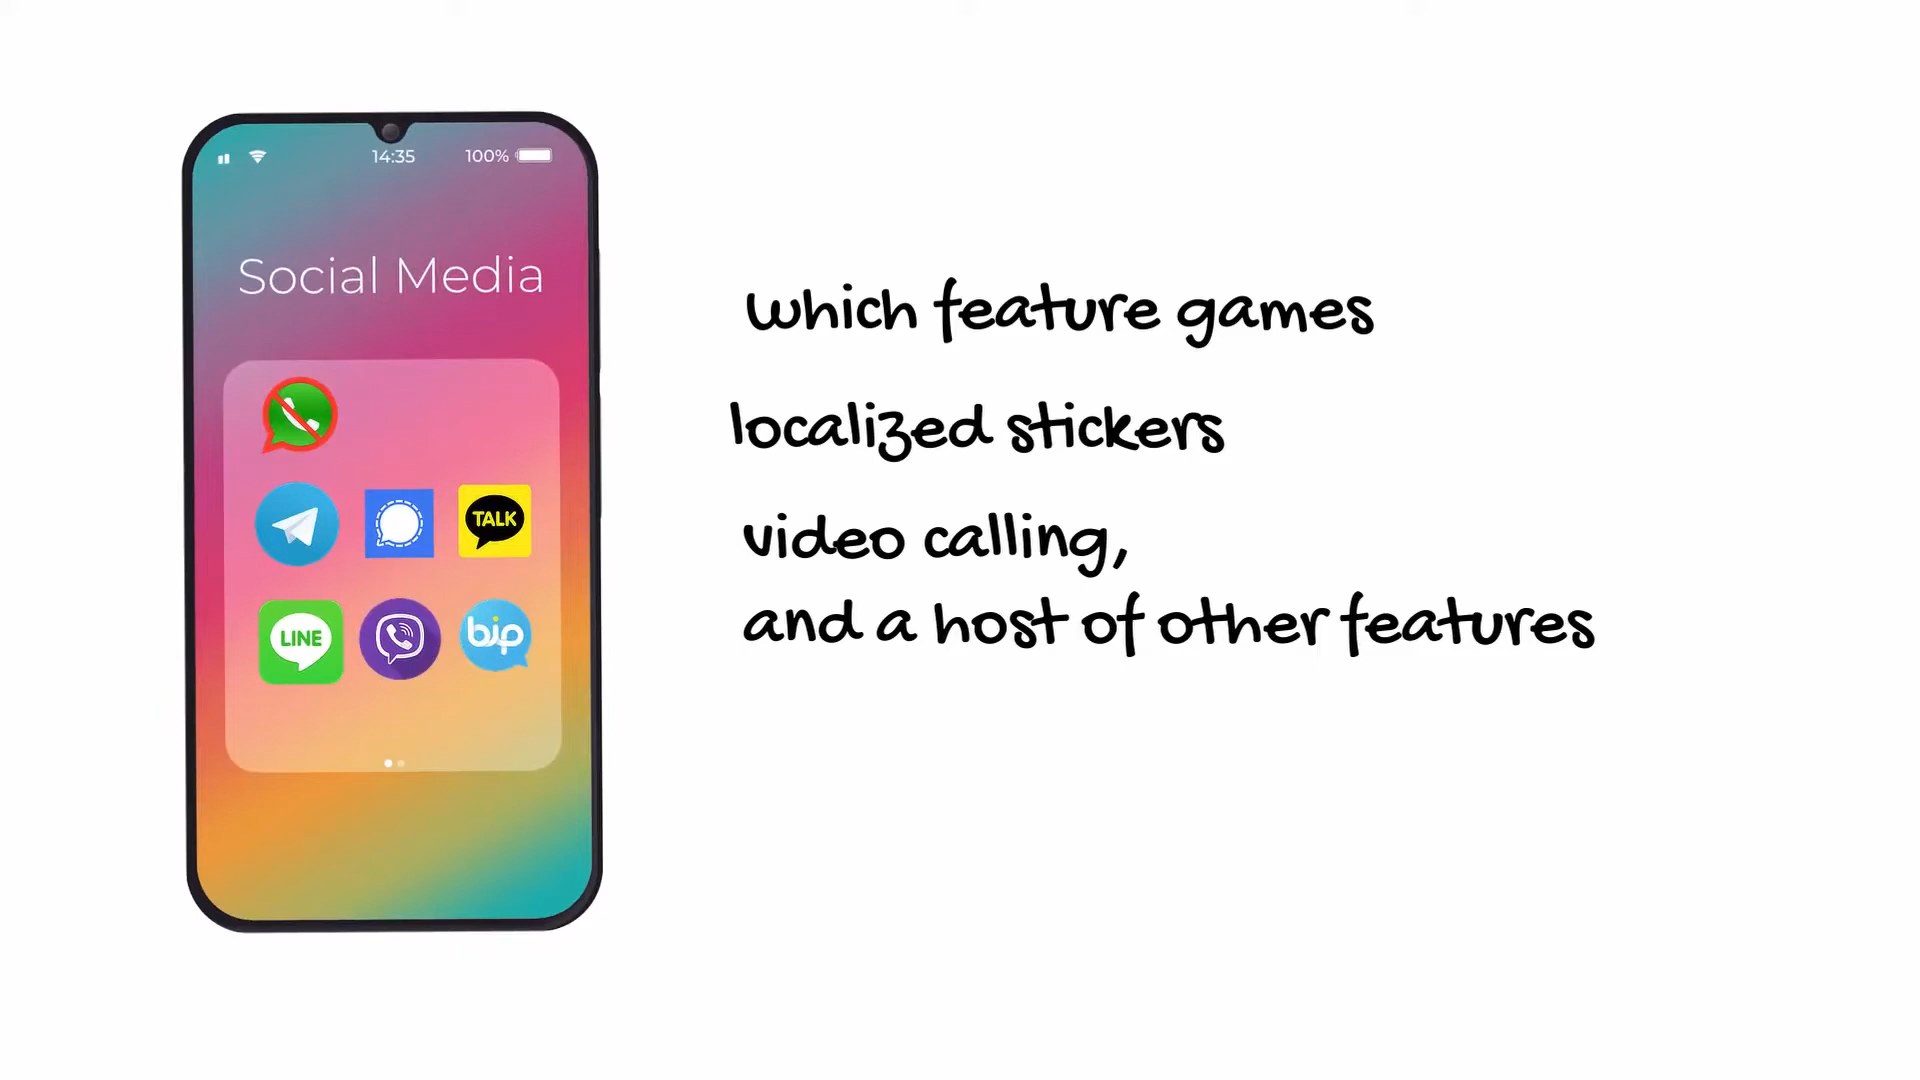 14:35
100%
Social Media
TALK
LINE
bip
which feature games
localized stickers
video calling,
and a host of other features